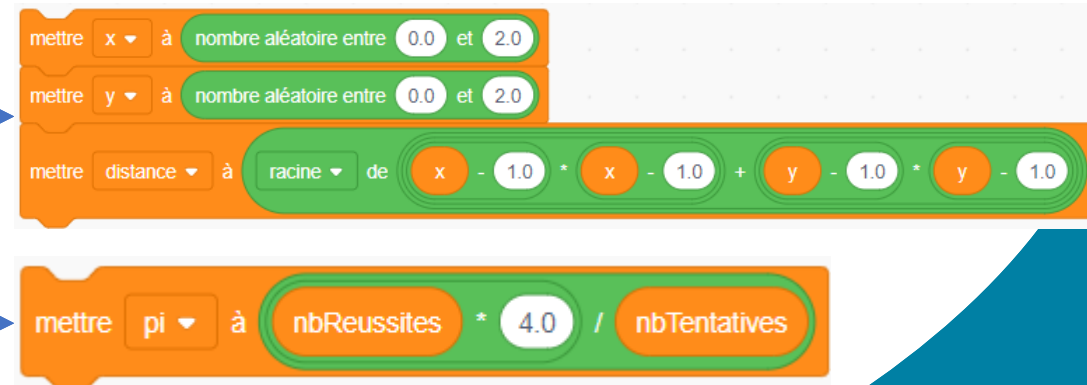 mettre x à nombre aléatoire entre 0.0 et 2.0
mettre y à nombre aléatoire entre 0.0 et 2.0
mettre distance à racine de x - 1.0 * x - 1.0 + y - 1.0 * y - 1.0
mettre pi à nbReussites * 4.0 / nbTentatives